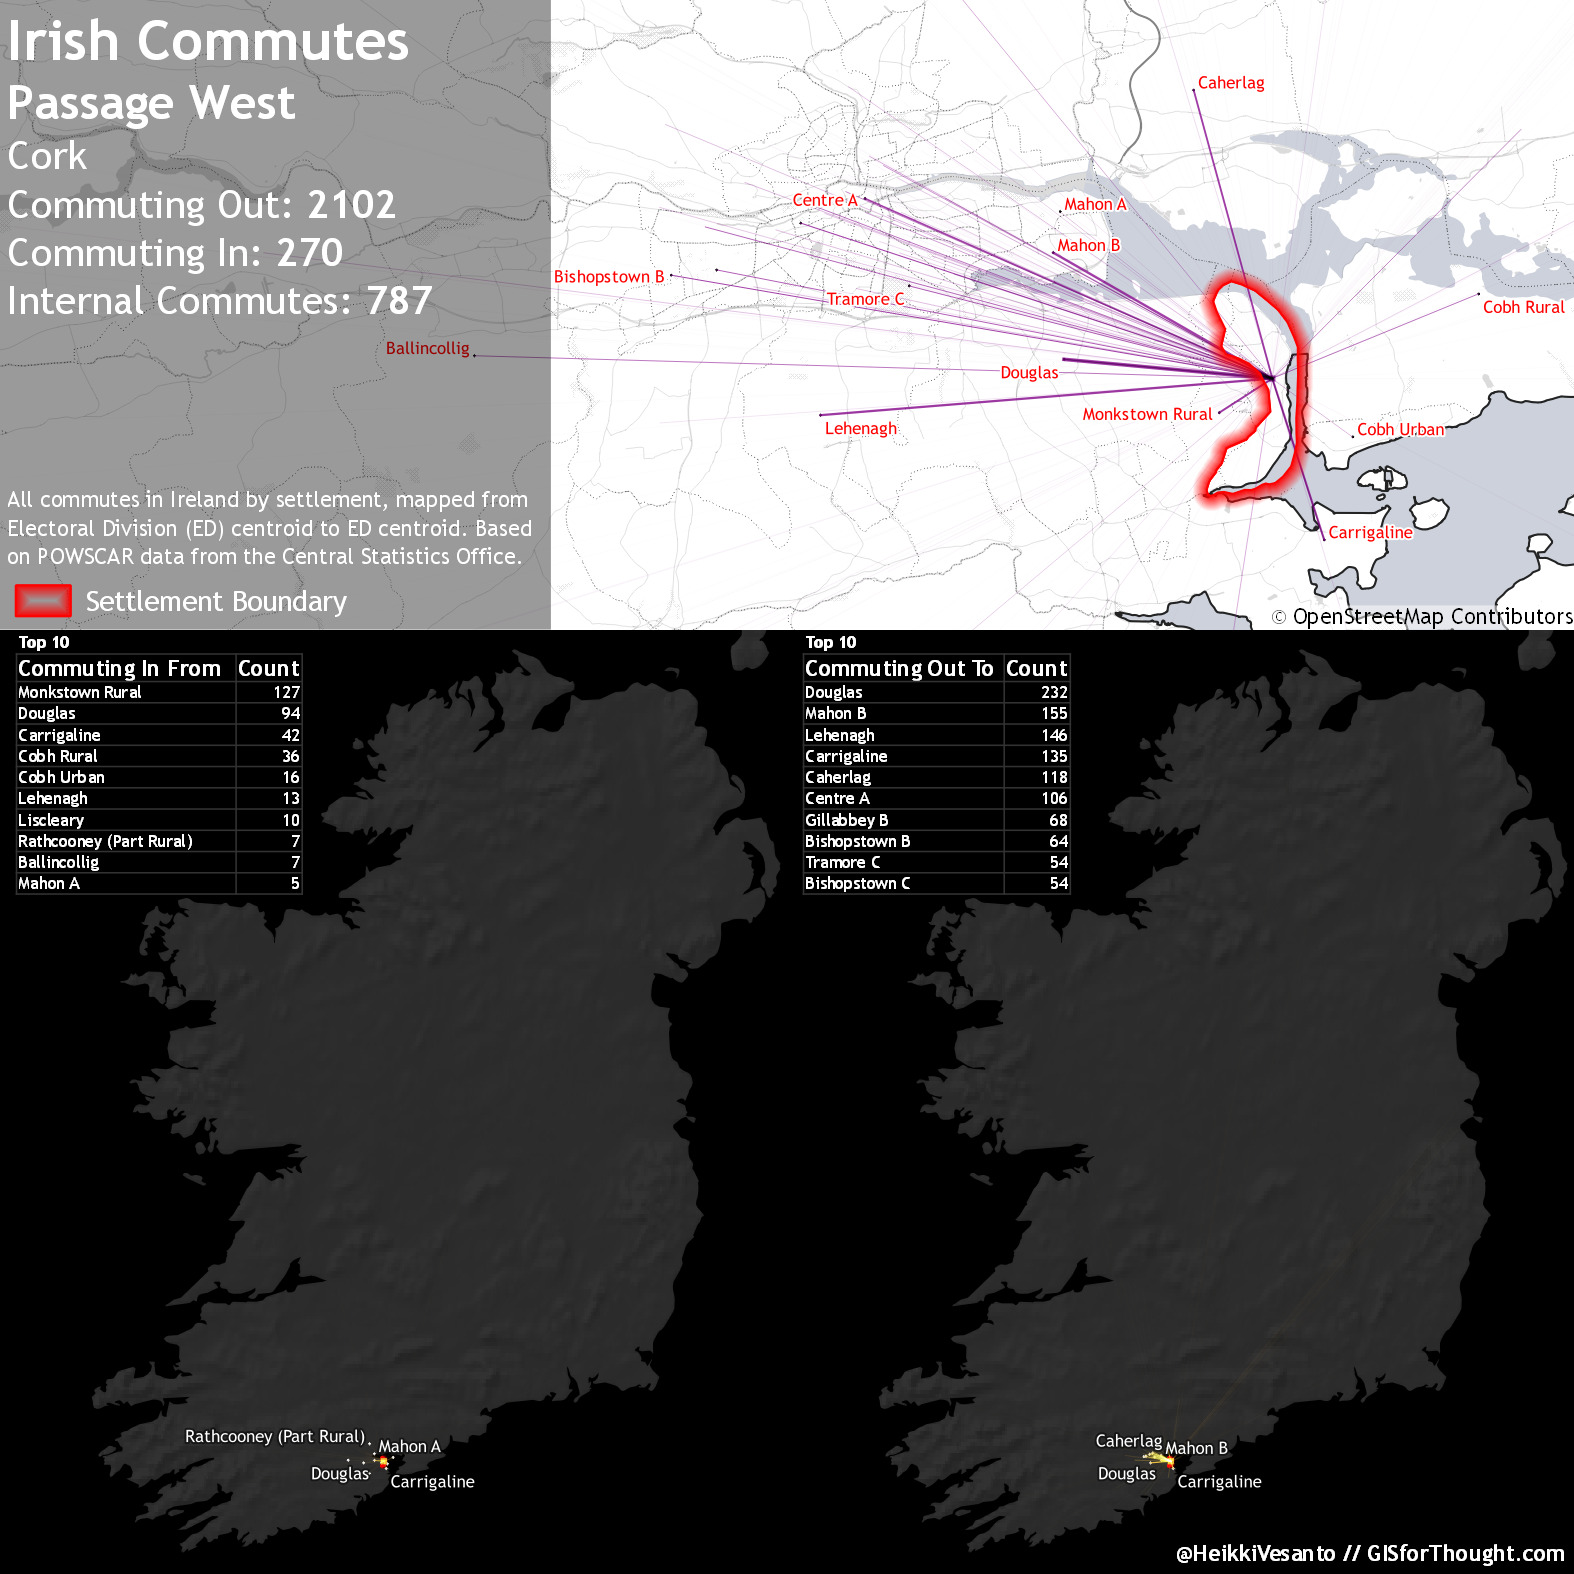 Irish Commutes
Passage West
Cork
Commuting Out: 2102
Commuting In: 270
Internal Commutes: 787
All commutes in Ireland by settlement, mapped from
Electoral Division (ED) centroid to ED centroid. Based
on POWSCAR data from the Central Statistics Office.
Settlement Boundary
Caherlag
Centre A
Mahon A
Mahon B
Bishopstown B
Tramore C
Cobh Rural
Ballincollig
Douglas
Monkstown Rural
Lehenagh
Cobh Urban
Carrigaline
© OpenStreetMap Contributors
Top 10
Commuting In From Count
Monkstown Rural 127
Douglas 94
Carrigaline 42
Cobh Rural 36
Cobh Urban 16
Lehenagh 13
Liscleary 10
Rathcooney (Part Rural) 7
Ballincollig 7
Mahon A 5
Top 10
Commuting Out To Count
Douglas 232
Mahon B 155
Lehenagh 146
Carrigaline 135
Caherlag 118
Centre A 106
Gillabbey B 68
Bishopstown B 64
Tramore C 54
Bishopstown C 54
Rathcooney (Part Rural)
Mahon A
Douglas
Carrigaline
Caherlag
Mahon B
Douglas
Carrigaline
@HeikkiVesanto // GISforThought.com